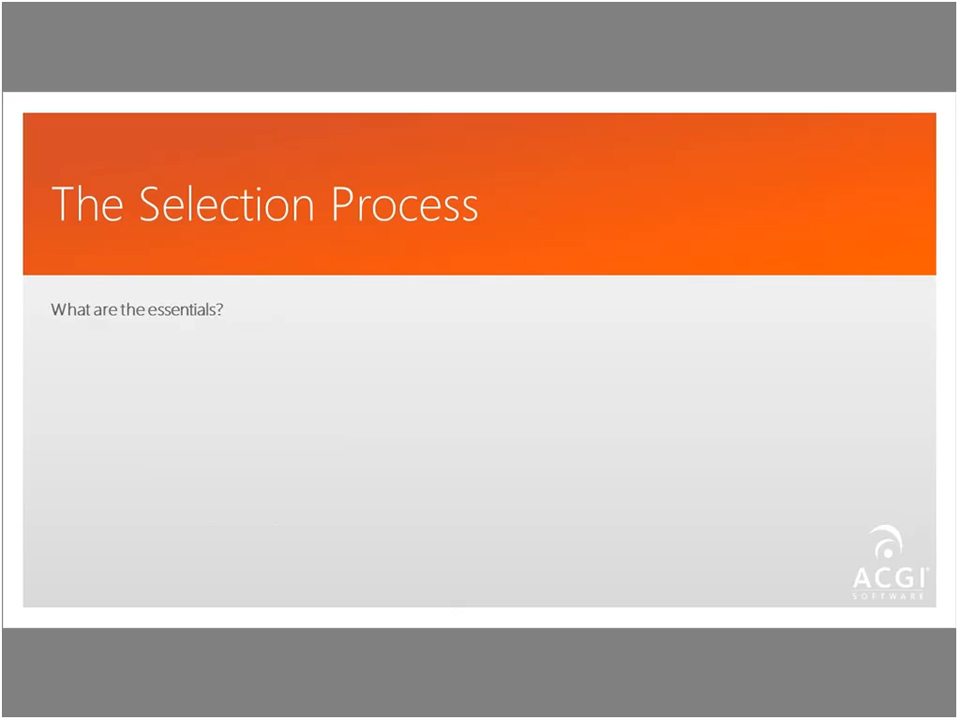 The Selection Process
What are the essentials?
ACGI
SOFTWARE